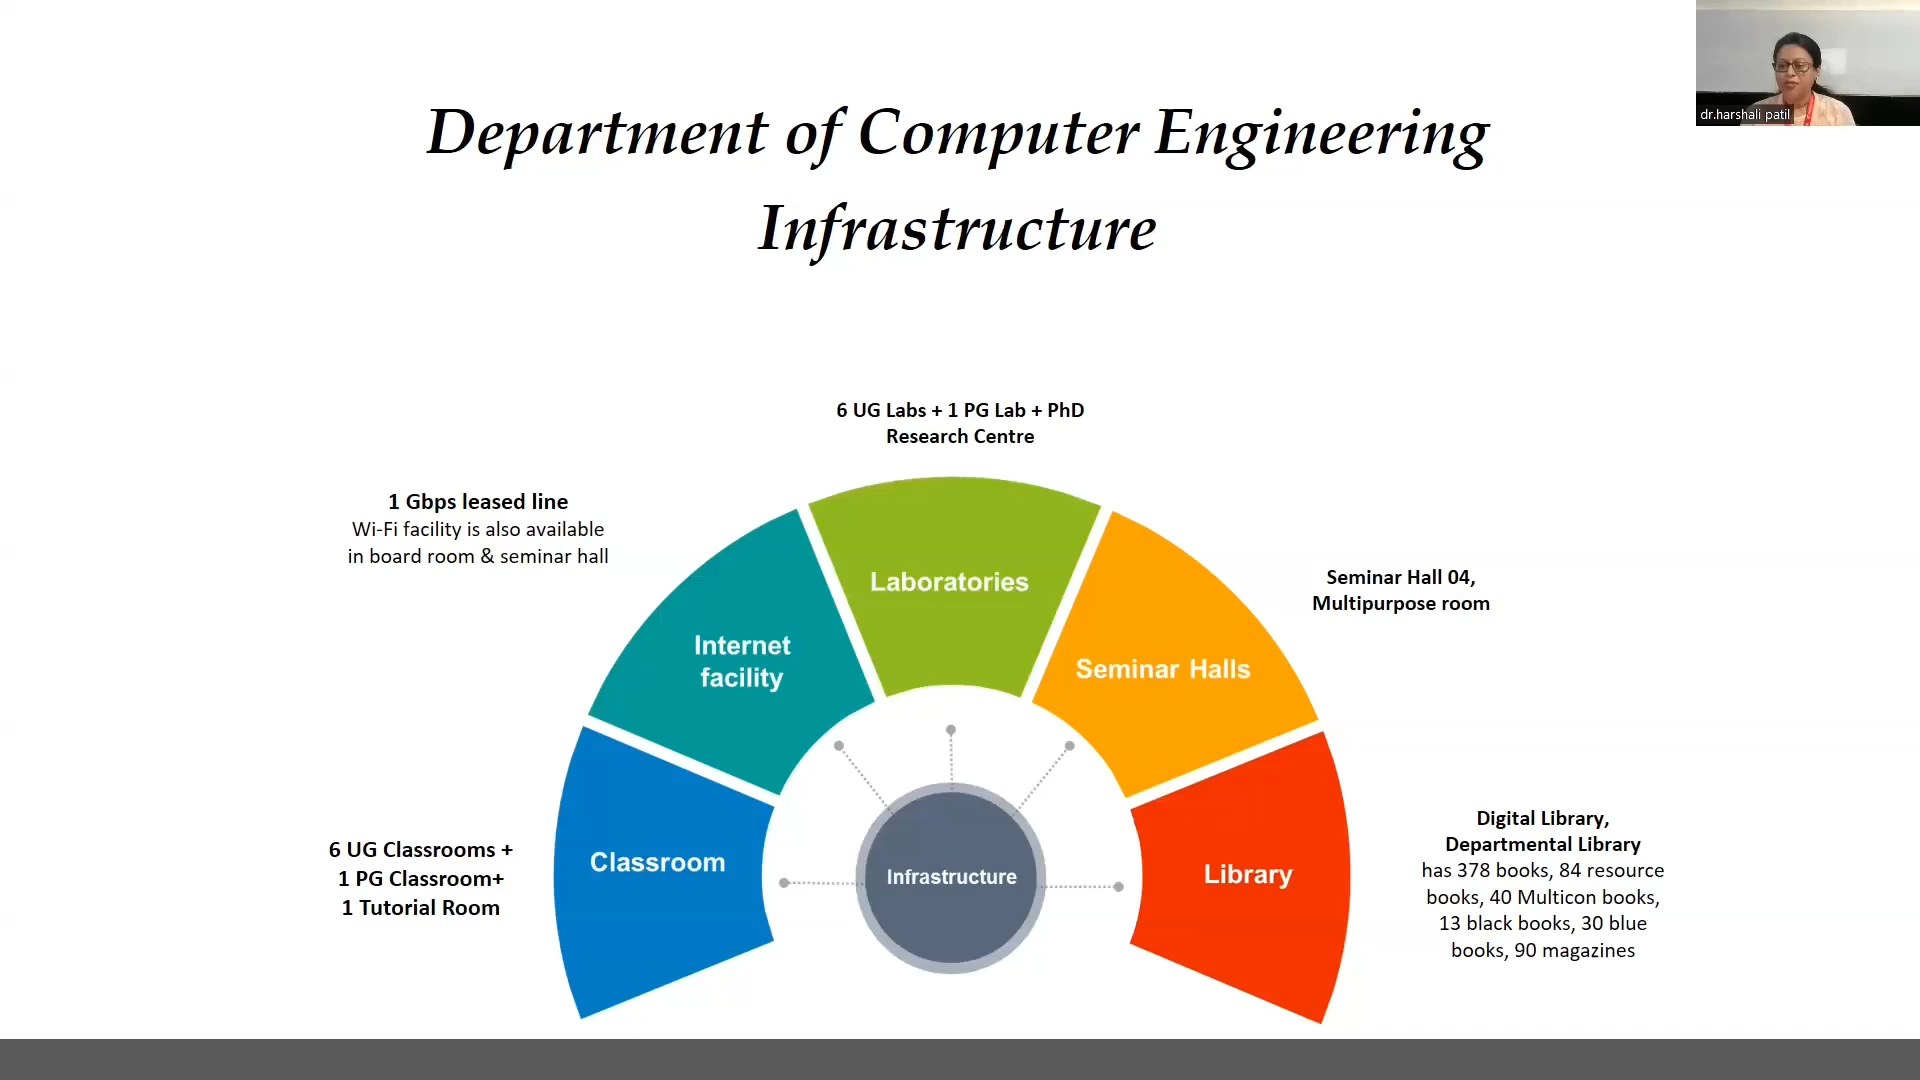 Department of Computer Engineering
Infrastructure
dr.harshali patil
6 UG Labs + 1 PG Lab + PhD
Research Centre
1 Gbps leased line
Wi-Fi facility is also available
in board room & seminar hall
Laboratories
Seminar Hall 04,
Multipurpose room
Internet
facility
Seminar Halls
6 UG Classrooms +
1 PG Classroom+
1 Tutorial Room
Classroom
Infrastructure
Library
Digital Library,
Departmental Library
has 378 books, 84 resource
books, 40 Multicon books,
13 black books, 30 blue
books, 90 magazines